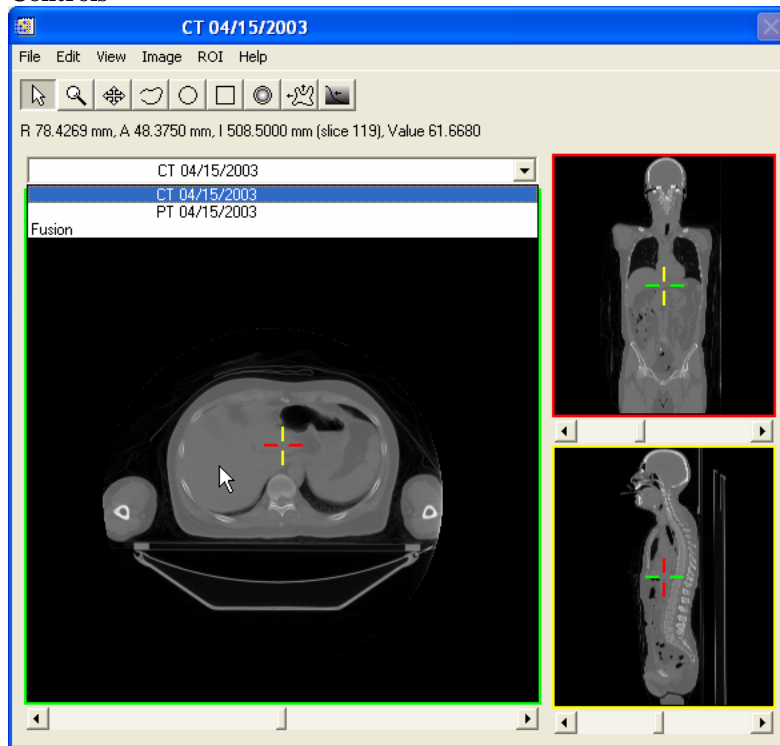 Controls
CT 04/15/2003
File Edit View Image ROI Help
R 78.4269 mm, A 48.3750 mm, I 508.5000 mm (slice 119), Value 61.6680
CT 04/15/2003
CT 04/15/2003
PT 04/15/2003
Fusion